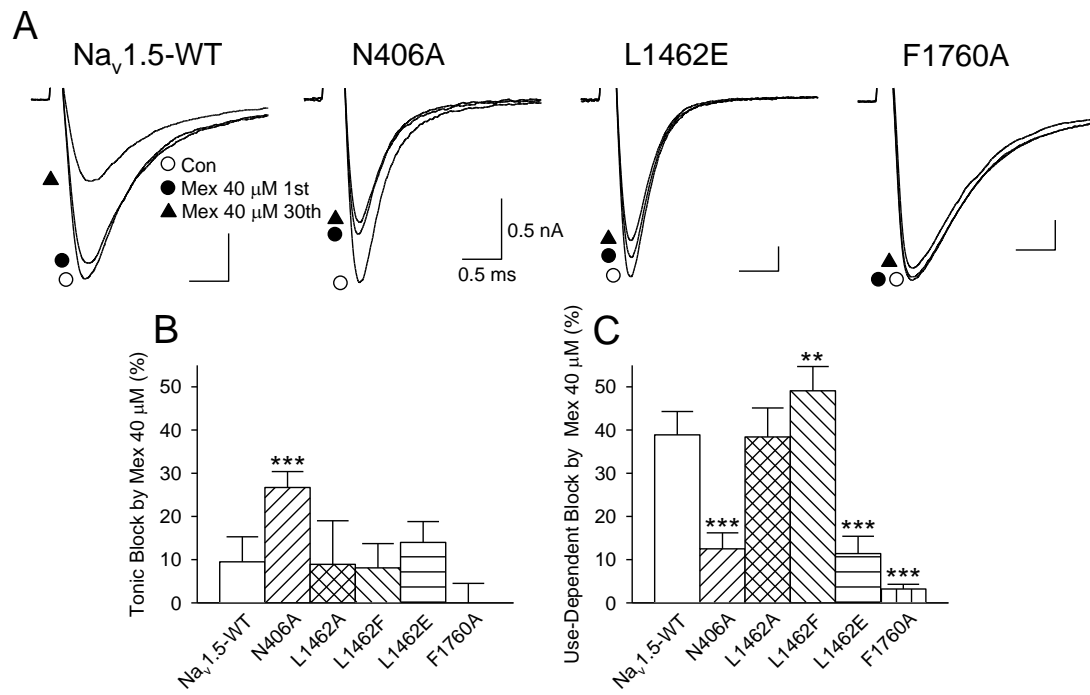 A
Nav1.5-WT
N406A
L1462E
F1760A
Con
Mex 40 μM 1st
Mex 40 μM 30th
0.5 nA
0.5 ms
B
Tonic Block by Mex 40 μM (%)
50
40
30
20
10
0
***
Nav1.5-WT
N406A
L1462A
L1462F
L1462E
F1760A
C
Use-Dependent Block by Mex 40 μM (%)
50
40
30
20
10
0
***
**
***
***
Nav1.5-WT
N406A
L1462A
L1462F
L1462E
F1760A